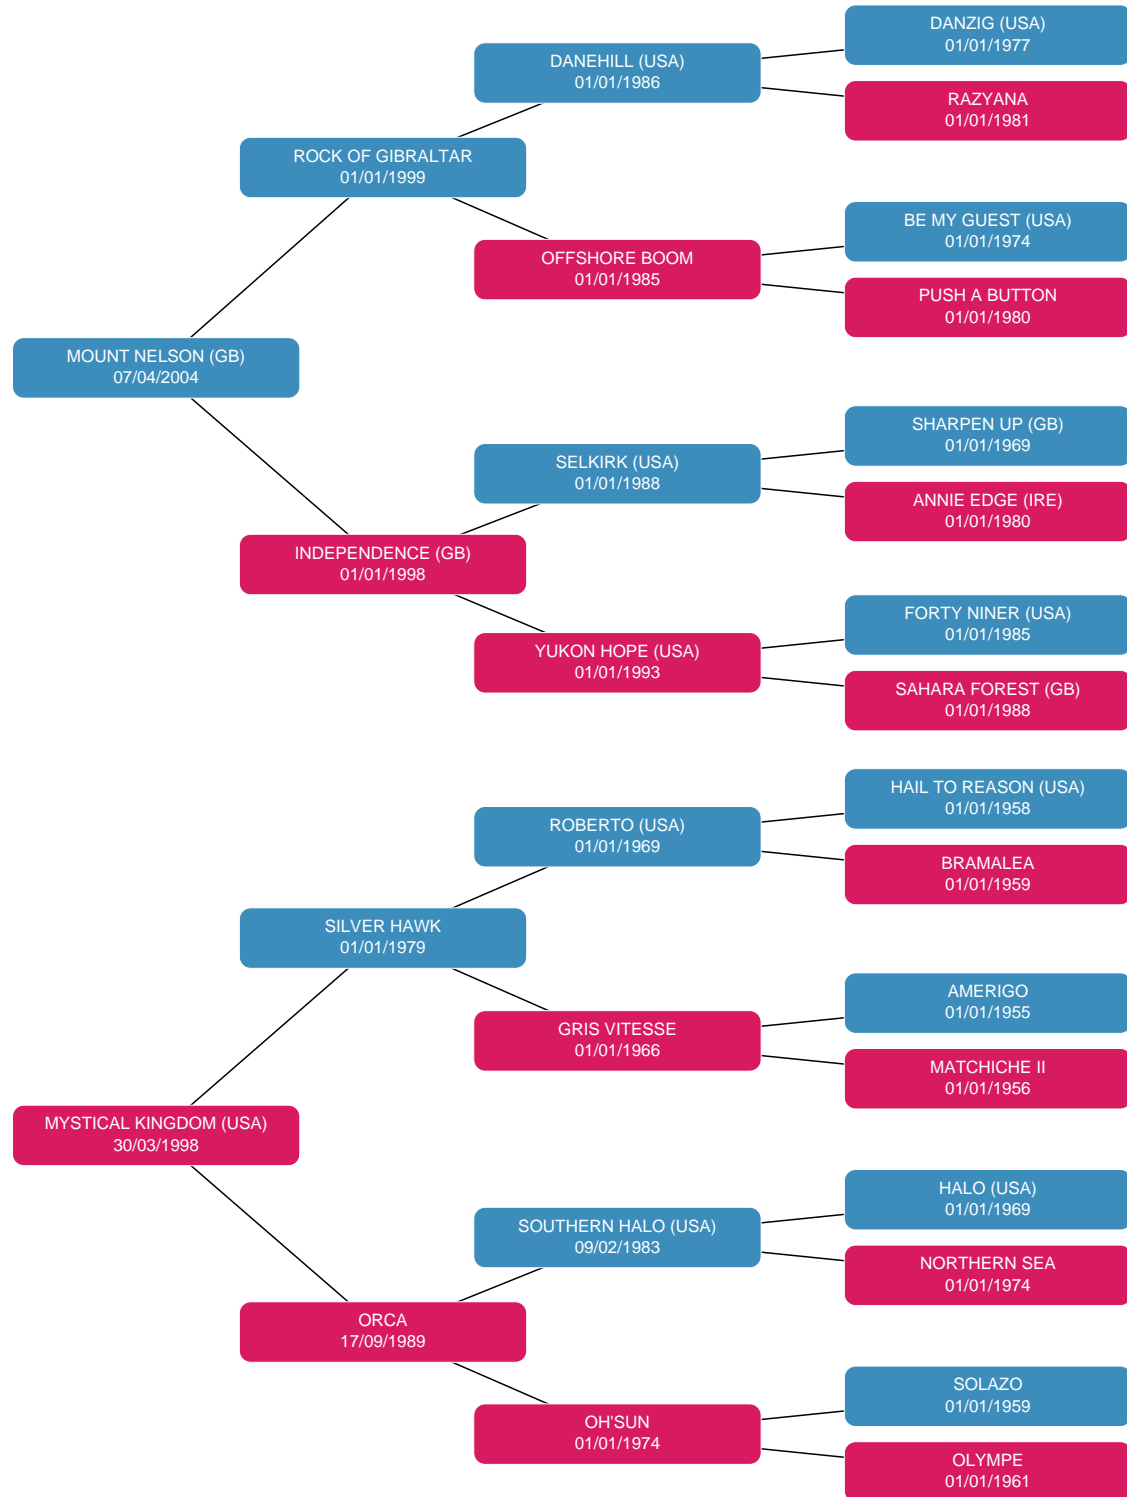 DANZIG (USA)
01/01/1977
DANEHILL (USA)
01/01/1986
RAZYANA
01/01/1981
ROCK OF GIBRALTAR
01/01/1999
BE MY GUEST (USA)
01/01/1974
OFFSHORE BOOM
01/01/1985
PUSH A BUTTON
01/01/1980
MOUNT NELSON (GB)
07/04/2004
SHARPEN UP (GB)
01/01/1969
SELKIRK (USA)
01/01/1988
ANNIE EDGE (IRE)
01/01/1980
INDEPENDENCE (GB)
01/01/1998
FORTY NINER (USA)
01/01/1985
YUKON HOPE (USA)
01/01/1993
SAHARA FOREST (GB)
01/01/1988
HAIL TO REASON (USA)
01/01/1958
ROBERTO (USA)
01/01/1969
BRAMALEA
01/01/1959
SILVER HAWK
01/01/1979
AMERIGO
01/01/1955
GRIS VITESSE
01/01/1966
MATCHICHE II
01/01/1956
MYSTICAL KINGDOM (USA)
30/03/1998
HALO (USA)
01/01/1969
SOUTHERN HALO (USA)
09/02/1983
NORTHERN SEA
01/01/1974
ORCA
17/09/1989
SOLAZO
01/01/1959
OH'SUN
01/01/1974
OLYMPE
01/01/1961